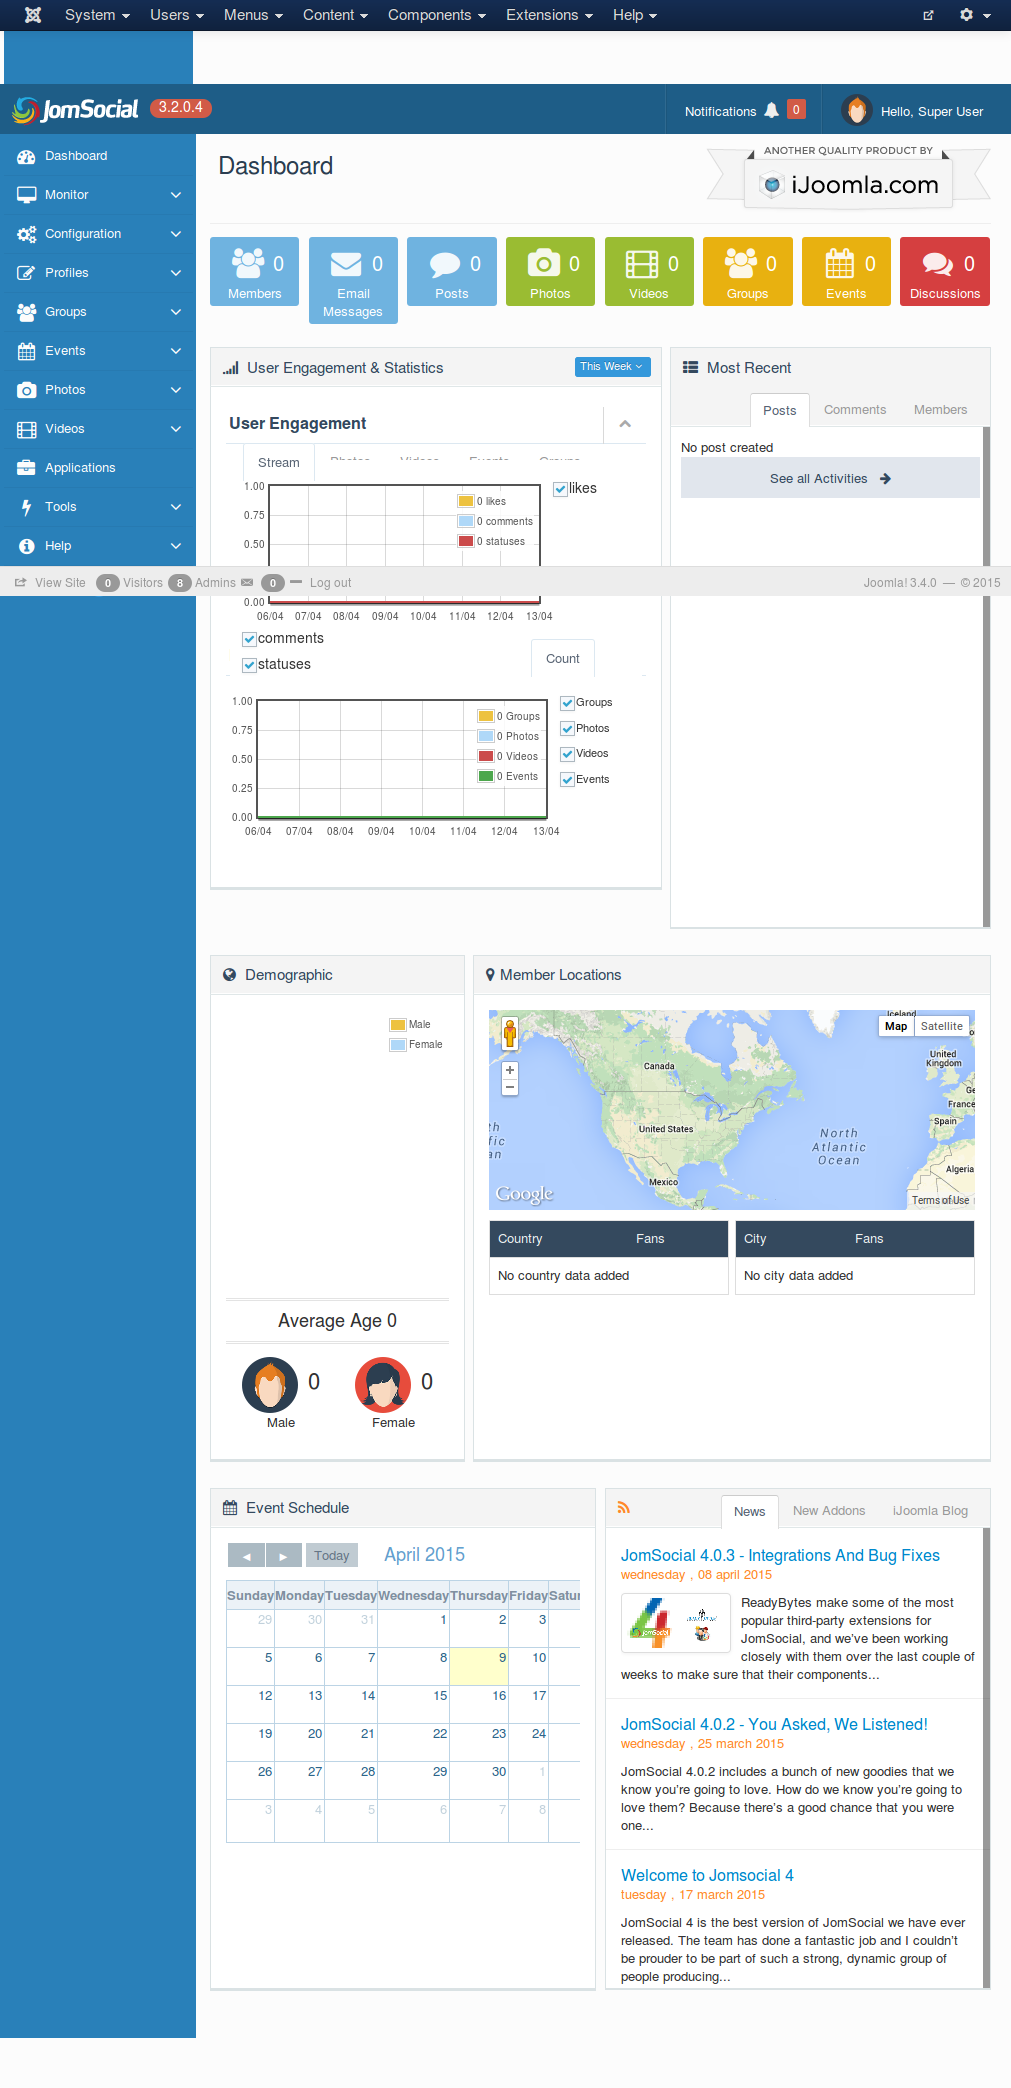 System Users Menus Content Components Extensions Help
JomSocial 3.2.0.4
Notifications 0 Hello, Super User
Dashboard
Monitor
Configuration
Profiles
Groups
Events
Photos
Videos
Applications
Tools
Help
Dashboard
ANOTHER QUALITY PRODUCT BY
iJoomla.com
0 Members
0 Email
Messages
0 Posts
0 Photos
0 Videos
0 Groups
0 Events
0 Discussions
User Engagement & Statistics This Week
User Engagement
Stream Photos Videos Events Groups
1.00
0.75
0.50
0.00
0 likes
0 comments
0 statuses
likes
06/04 07/04 08/04 09/04 10/04 11/04 12/04 13/04
comments
statuses
Count
1.00
0.75
0.50
0.25
0.00
0 Groups
0 Photos
0 Videos
0 Events
Groups
Photos
Videos
Events
06/04 07/04 08/04 09/04 10/04 11/04 12/04 13/04
Most Recent
Posts Comments Members
No post created
See all Activities
View Site 0 Visitors 8 Admins 0 Log out
Joomla! 3.4.0 — © 2015
Demographic
Male
Female
Average Age 0
0 0
Male Female
Member Locations
Iceland
Map Satellite
Canada
United
Kingdom
Ge
France
United States
Spain
North
Atlantic
Ocean
th
fic
an
Algeria
Mexico
Google
Terms of Use
Country Fans
No country data added
City Fans
No city data added
Event Schedule
◄ ► Today April 2015
Sunday Monday Tuesday Wednesday Thursday Friday Satur
29 30 31 1 2 3
5 6 7 8 9 10
12 13 14 15 16 17
19 20 21 22 23 24
26 27 28 29 30 1
3 4 5 6 7 8
News New Addons iJoomla Blog
JomSocial 4.0.3 - Integrations And Bug Fixes
wednesday , 08 april 2015
ReadyBytes make some of the most
popular third-party extensions for
JomSocial, and we've been working
closely with them over the last couple of
weeks to make sure that their components...
JomSocial 4.0.2 - You Asked, We Listened!
wednesday , 25 march 2015
JomSocial 4.0.2 includes a bunch of new goodies that we
know you're going to love. How do we know you're going to
love them? Because there's a good chance that you were
one...
Welcome to Jomsocial 4
tuesday , 17 march 2015
JomSocial 4 is the best version of JomSocial we have ever
released. The team has done a fantastic job and I couldn't
be prouder to be part of such a strong, dynamic group of
people producing...